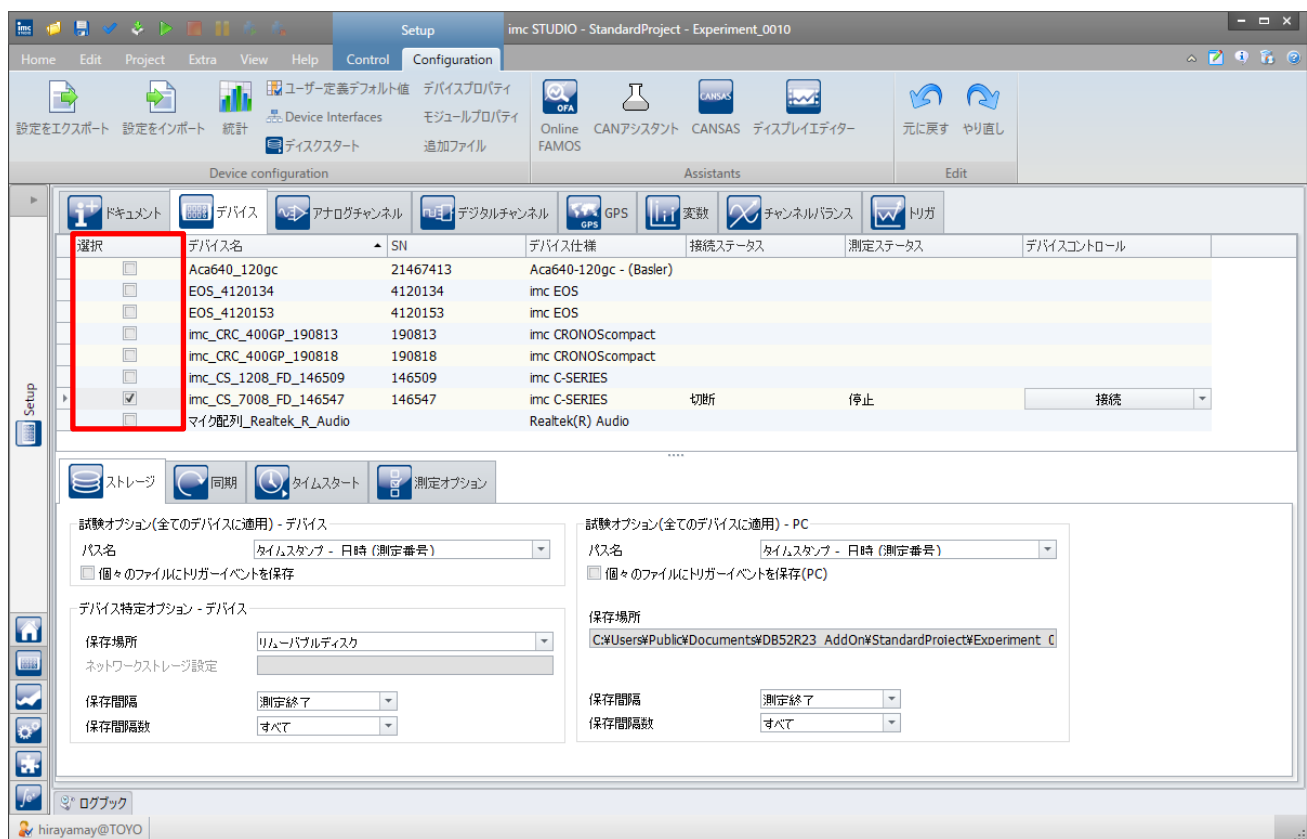 imc
Setup
imc STUDIO - StandardProject - Experiment_0010
Home Edit Project Extra View Help Control Configuration
設定をエクスポート 設定をインポート 統計
ユーザー定義デフォルト値 デバイスプロパティ
Device Interfaces モジュールプロパティ
ディスクスタート 追加ファイル
OFA
Online FAMOS
CANアシスタント
CANSAS
CANSAS
ディスプレイエディター
元に戻す やり直し
Device configuration Assistants Edit
ドキュメント デバイス アナログチャンネル デジタルチャンネル GPS GPS 変数 チャンネルバランス トリガ
選択 デバイス名 SN デバイス仕様 接続ステータス 測定ステータス デバイスコントロール
Aca640_120gc 21467413 Aca640-120gc - (Basler)
EOS_4120134 4120134 imc EOS
EOS_4120153 4120153 imc EOS
imc_CRC_400GP_190813 190813 imc CRONOScompact
imc_CRC_400GP_190818 190818 imc CRONOScompact
imc_CS_1208_FD_146509 146509 imc C-SERIES
imc_CS_7008_FD_146547 146547 imc C-SERIES 切断 停止 接続
マイク配列_Realtek_R_Audio Realtek(R) Audio
Setup
ストレージ 同期 タイムスタート 測定オプション
試験オプション(全てのデバイスに適用) - デバイス
パス名 タイムスタンプ - 日時 (測定番号)
個々のファイルにトリガーイベントを保存
デバイス特定オプション - デバイス
保存場所 リムーバブルディスク
ネットワークストレージ設定
保存間隔 測定終了
保存間隔数 すべて
試験オプション(全てのデバイスに適用) - PC
パス名 タイムスタンプ - 日時 (測定番号)
個々のファイルにトリガーイベントを保存(PC)
保存場所
C:¥Users¥Public¥Documents¥DB52R23_AddOn¥StandardProject¥Experiment_0
保存間隔 測定終了
保存間隔数 すべて
ログブック
hirayamay@TOYO